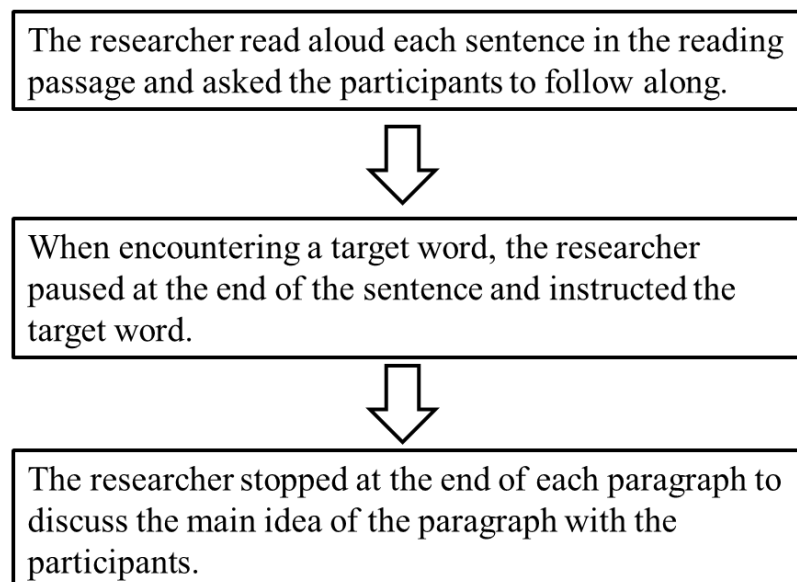 The researcher read aloud each sentence in the reading
passage and asked the participants to follow along.
When encountering a target word, the researcher
paused at the end of the sentence and instructed the
target word.
The researcher stopped at the end of each paragraph to
discuss the main idea of the paragraph with the
participants.